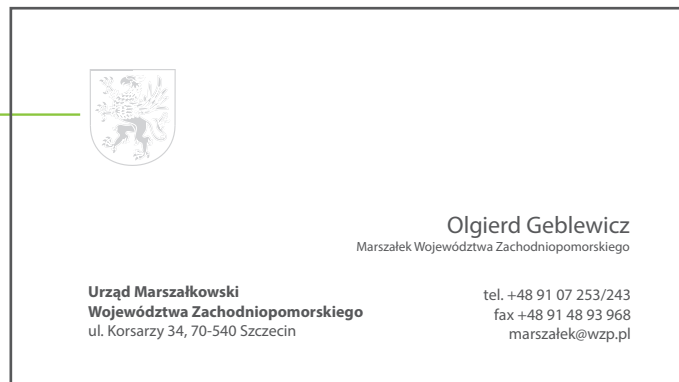 Olgierd Geblewicz
Marszałek Województwa Zachodniopomorskiego
Urząd Marszałkowski
Województwa Zachodniopomorskiego
ul. Korsarzy 34, 70-540 Szczecin
tel. +48 91 07 253/243
fax +48 91 48 93 968
marszałek@wzp.pl